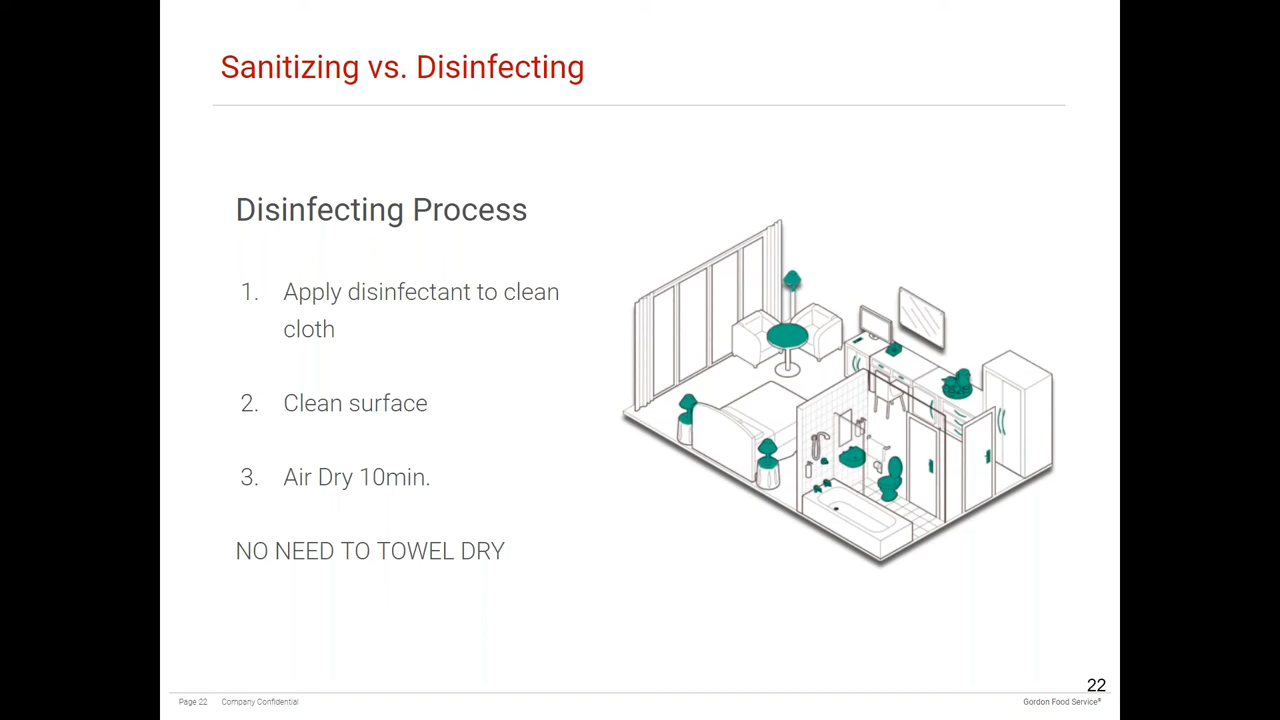 Sanitizing vs. Disinfecting
Disinfecting Process
1. Apply disinfectant to clean
cloth
2. Clean surface
3. Air Dry 10min.
NO NEED TO TOWEL DRY
22
Page 22 Company Confidential
Gordon Food Service®